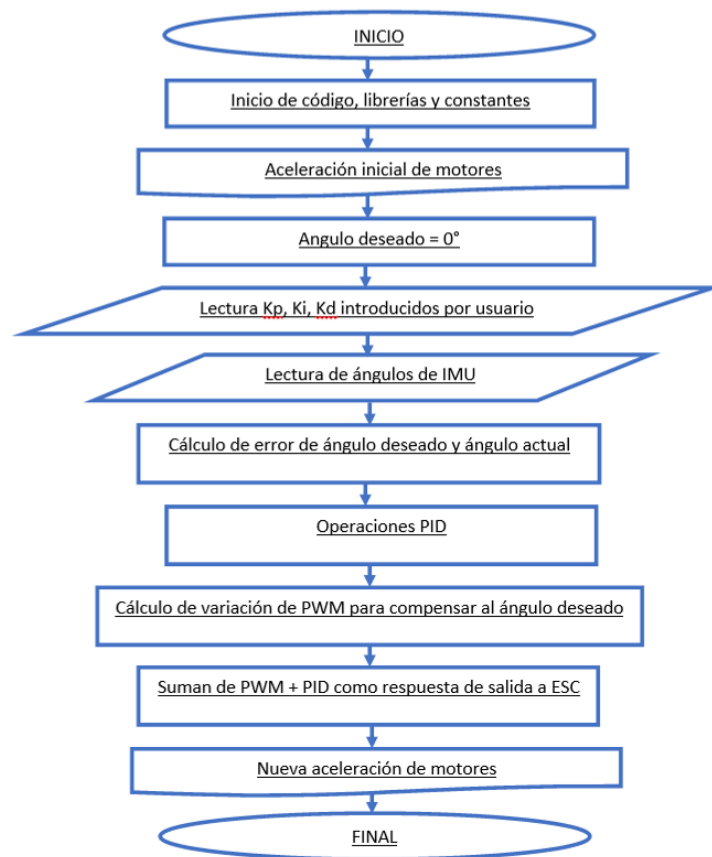 INICIO
Inicio de código, librerías y constantes
Aceleración inicial de motores
Angulo deseado = 0°
Lectura Kp, Ki, Kd introducidos por usuario
Lectura de ángulos de IMU
Cálculo de error de ángulo deseado y ángulo actual
Operaciones PID
Cálculo de variación de PWM para compensar al ángulo deseado
Suman de PWM + PID como respuesta de salida a ESC
Nueva aceleración de motores
FINAL